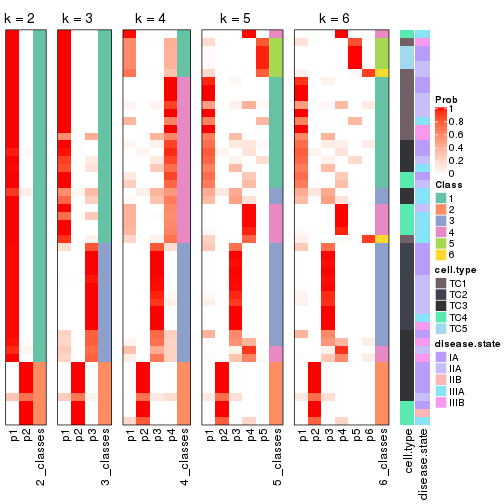 k = 2 k = 3 k = 4 k = 5 k = 6
Prob
1
0.8
0.6
0.4
0.2
0
Class
1
2
3
4
5
6
cell.type
TC1
TC2
TC3
TC4
TC5
disease.state
IA
IIA
IIB
IIIA
IIIB
p1 p2 2_classes p1 p2 p3 3_classes p1 p2 p3 p4 4_classes p1 p2 p3 p4 p5 5_classes p1 p2 p3 p4 p5 p6 6_classes cell.type disease.state